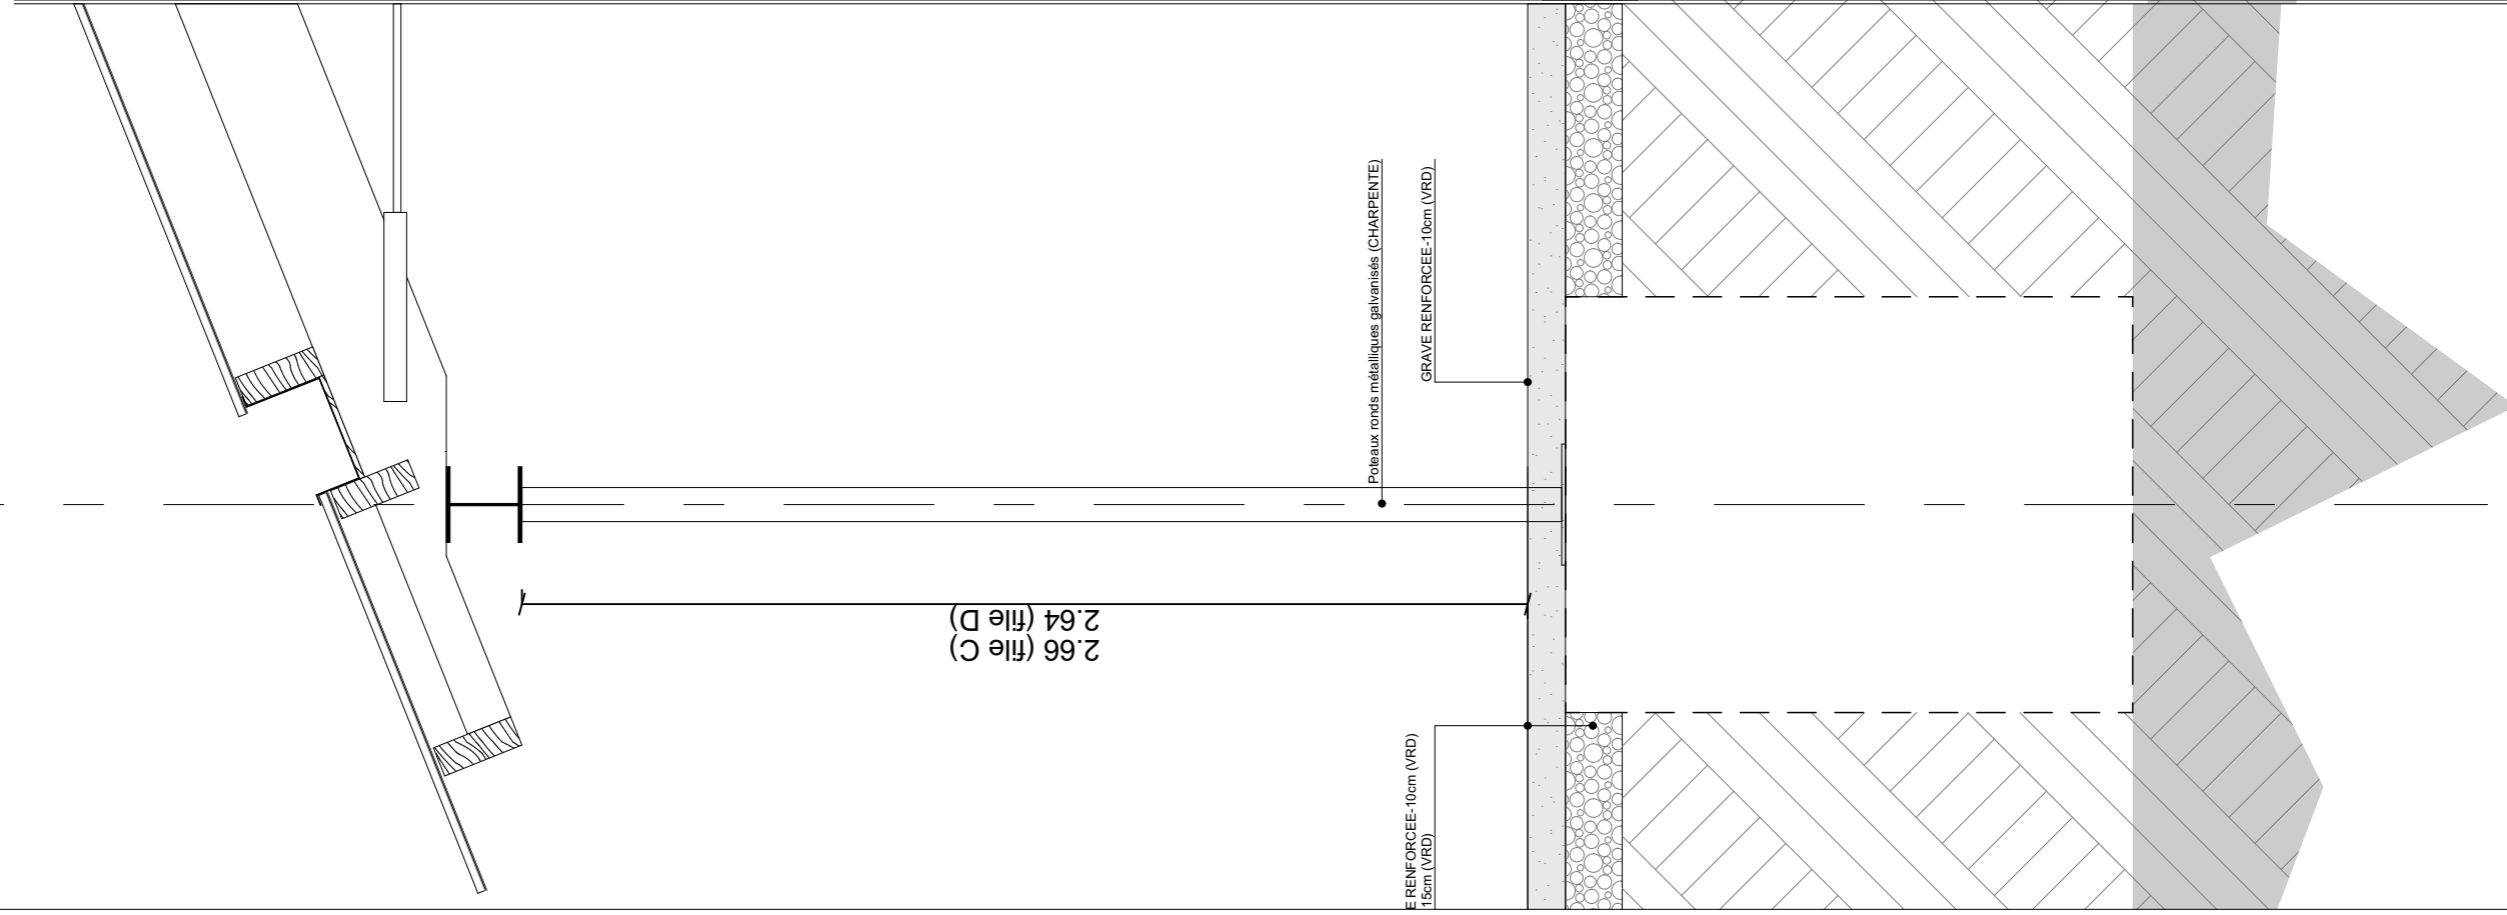 Poteaux ronds métalliques galvanisés (CHARPENTE)
GRAVE RENFORCEE-10cm (VRD)
2.66 (file C)
2.64 (file D)
E RENFORCEE-10cm (VRD)
15cm (VRD)